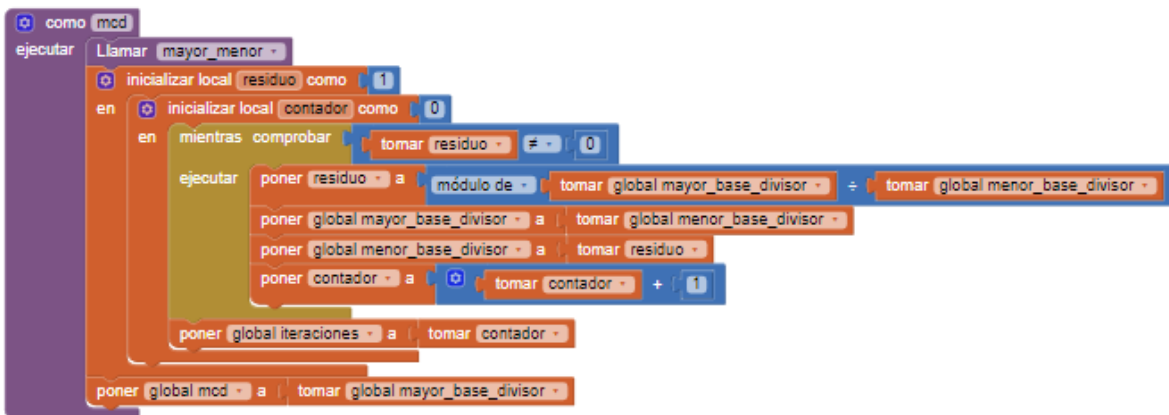 como mcd
ejecutar Llamar mayor_menor
inicializar local residuo como 1
en inicializar local contador como 0
en mientras comprobar tomar residuo ≠ 0
ejecutar poner residuo a módulo de tomar global mayor_base_divisor ÷ tomar global menor_base_divisor
poner global mayor_base_divisor a tomar global menor_base_divisor
poner global menor_base_divisor a tomar residuo
poner contador a tomar contador + 1
poner global iteraciones a tomar contador
poner global mcd a tomar global mayor_base_divisor